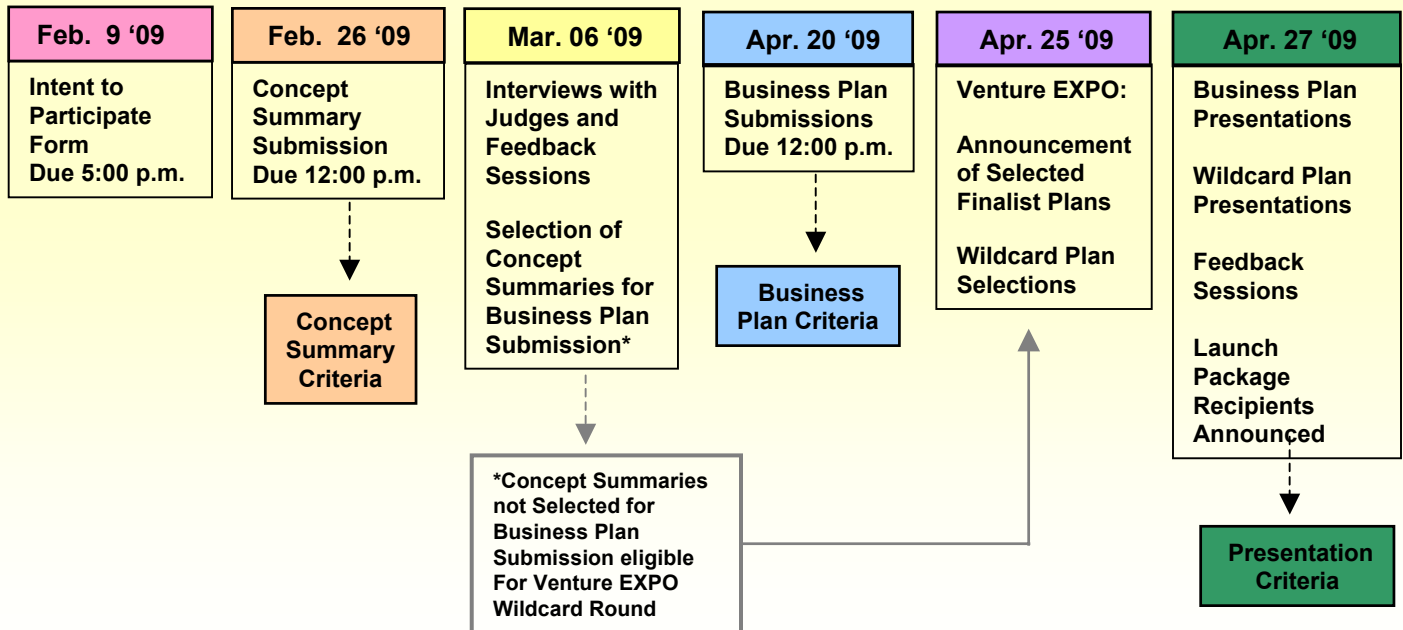 Feb. 9 ‘09
Intent to
Participate
Form
Due 5:00 p.m.
Feb. 26 ‘09
Concept
Summary
Submission
Due 12:00 p.m.
Concept
Summary
Criteria
Mar. 06 ‘09
Interviews with
Judges and
Feedback
Sessions
Selection of
Concept
Summaries for
Business Plan
Submission*
*Concept Summaries
not Selected for
Business Plan
Submission eligible
For Venture EXPO
Wildcard Round
Apr. 20 ‘09
Business Plan
Submissions
Due 12:00 p.m.
Business
Plan Criteria
Apr. 25 ‘09
Venture EXPO:
Announcement
of Selected
Finalist Plans
Wildcard Plan
Selections
Apr. 27 ‘09
Business Plan
Presentations
Wildcard Plan
Presentations
Feedback
Sessions
Launch
Package
Recipients
Announced
Presentation
Criteria